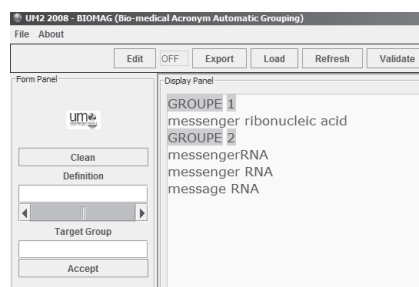 UM2 2008 - BIOMAG (Bio-medical Acronym Automatic Grouping)
File About
Edit OFF Export Load Refresh Validate
Form Panel
Display Panel
um2
Clean
Definition
Target Group
Accept
GROUPE 1
messenger ribonucleic acid
GROUPE 2
messengerRNA
messenger RNA
message RNA